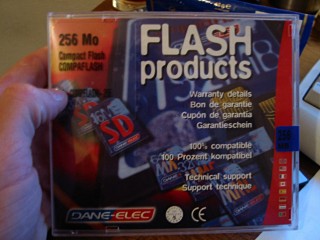 256 Mo
Compact Flash
COMPAFLASH
FLASH
products
Warranty details
Bon de garantie
Cupón de garantía
Garantieschein
100% compatible
100 Prozent kompatibel
Technical support
Support technique
SD
DANE-ELEC
CE